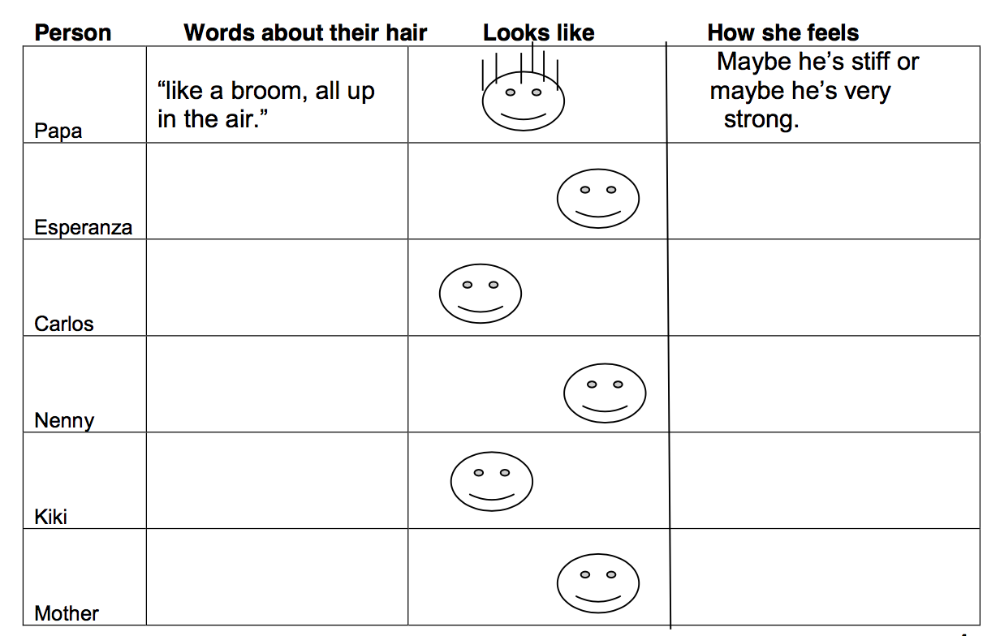 Person Words about their hair Looks like How she feels
Papa
“like a broom, all up
in the air.”
Maybe he’s stiff or
maybe he’s very
strong.
Esperanza
Carlos
Nenny
Kiki
Mother